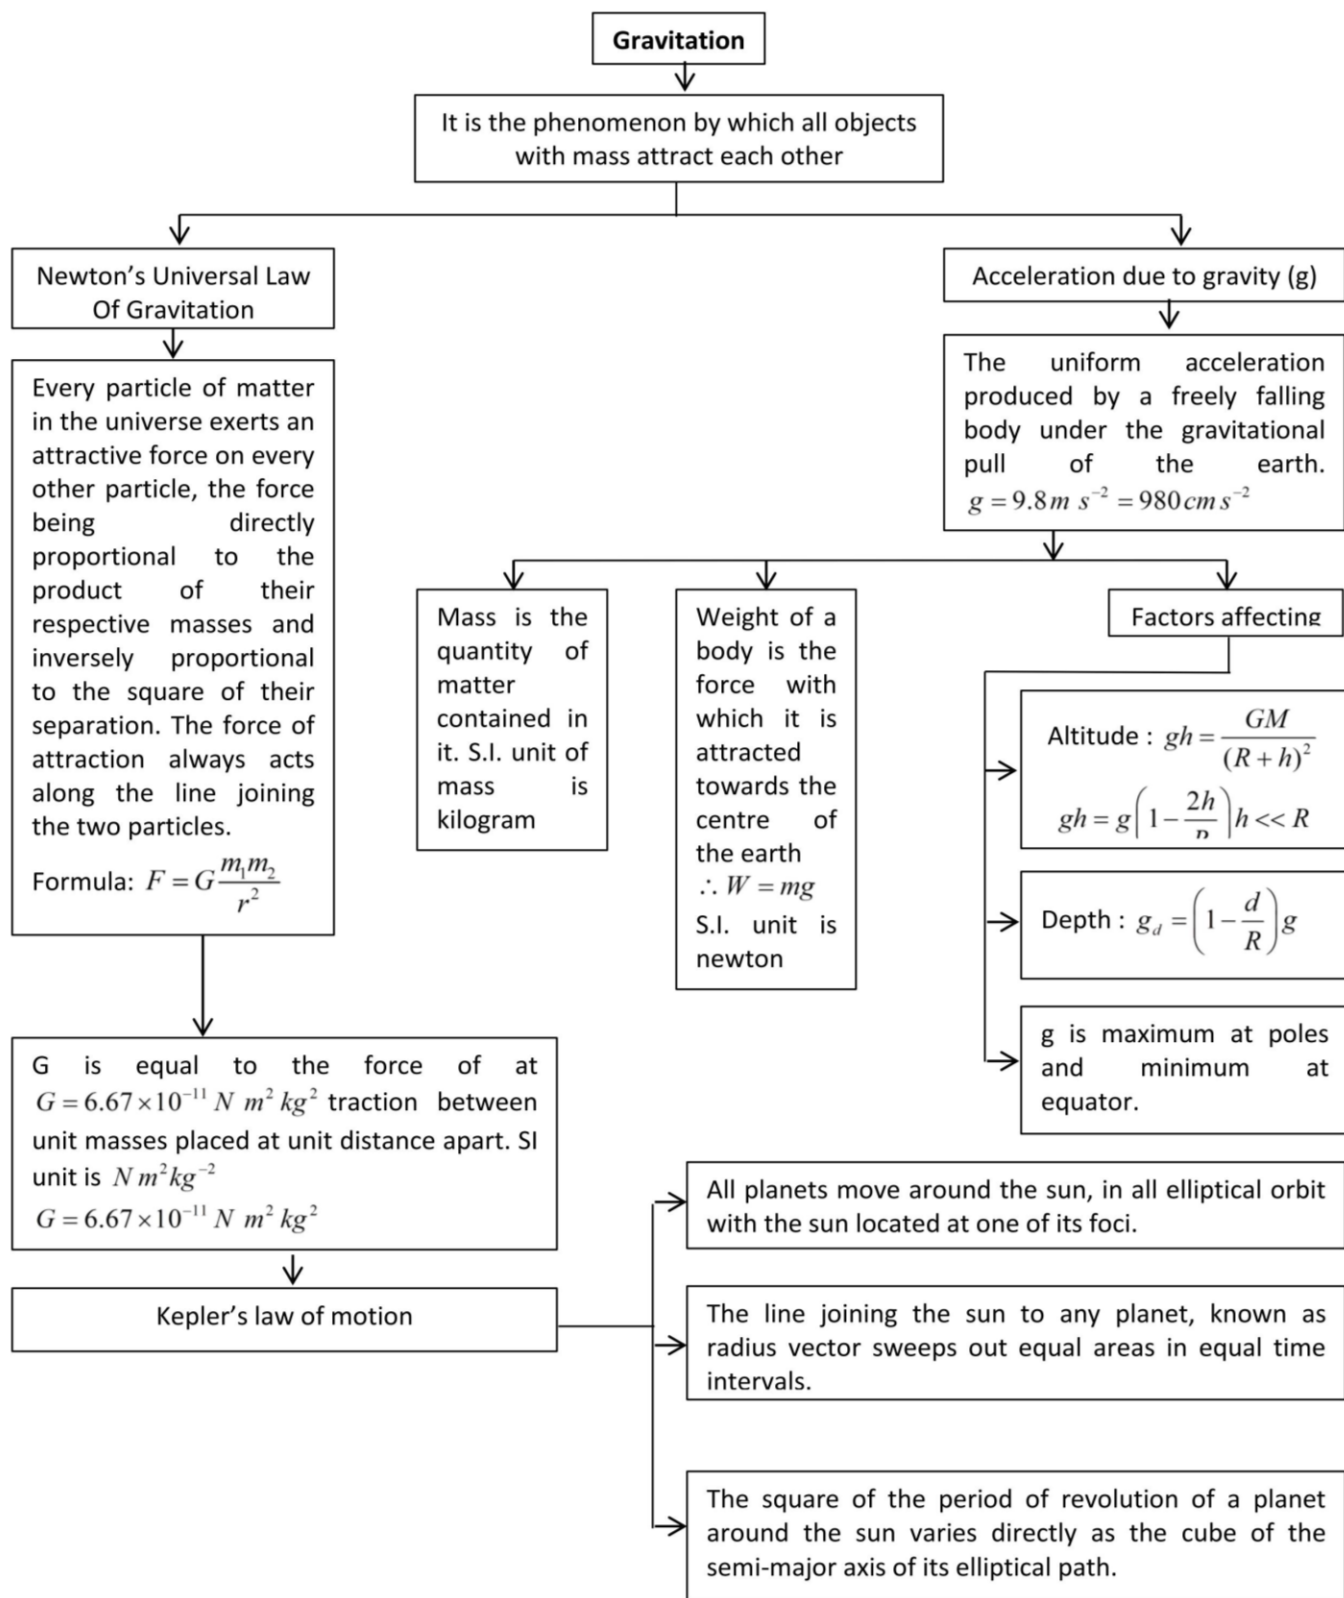 Gravitation
It is the phenomenon by which all objects
with mass attract each other
Newton’s Universal Law
Of Gravitation
Every particle of matter
in the universe exerts an
attractive force on every
other particle, the force
being directly
proportional to the
product of their
respective masses and
inversely proportional
to the square of their
separation. The force of
attraction always acts
along the line joining
the two particles.
Formula: F = G m₁m₂ / r²
G is equal to the force of at
G = 6.67×10⁻¹¹ N m² kg² traction between
unit masses placed at unit distance apart. SI
unit is N m² kg⁻²
G = 6.67×10⁻¹¹ N m² kg²
Kepler’s law of motion
All planets move around the sun, in all elliptical orbit
with the sun located at one of its foci.
The line joining the sun to any planet, known as
radius vector sweeps out equal areas in equal time
intervals.
The square of the period of revolution of a planet
around the sun varies directly as the cube of the
semi-major axis of its elliptical path.
Acceleration due to gravity (g)
The uniform acceleration
produced by a freely falling
body under the gravitational
pull of the earth.
g = 9.8 m s⁻² = 980 cm s⁻²
Mass is the
quantity of
matter
contained in
it. S.I. unit of
mass is
kilogram
Weight of a
body is the
force with
which it is
attracted
towards the
centre of
the earth
∴ W = mg
S.I. unit is
newton
Factors affecting
Altitude : gh = GM / (R + h)²
gh = g(1 − 2h / ) h << R
Depth : g_d = (1 − d/R) g
g is maximum at poles
and minimum at
equator.